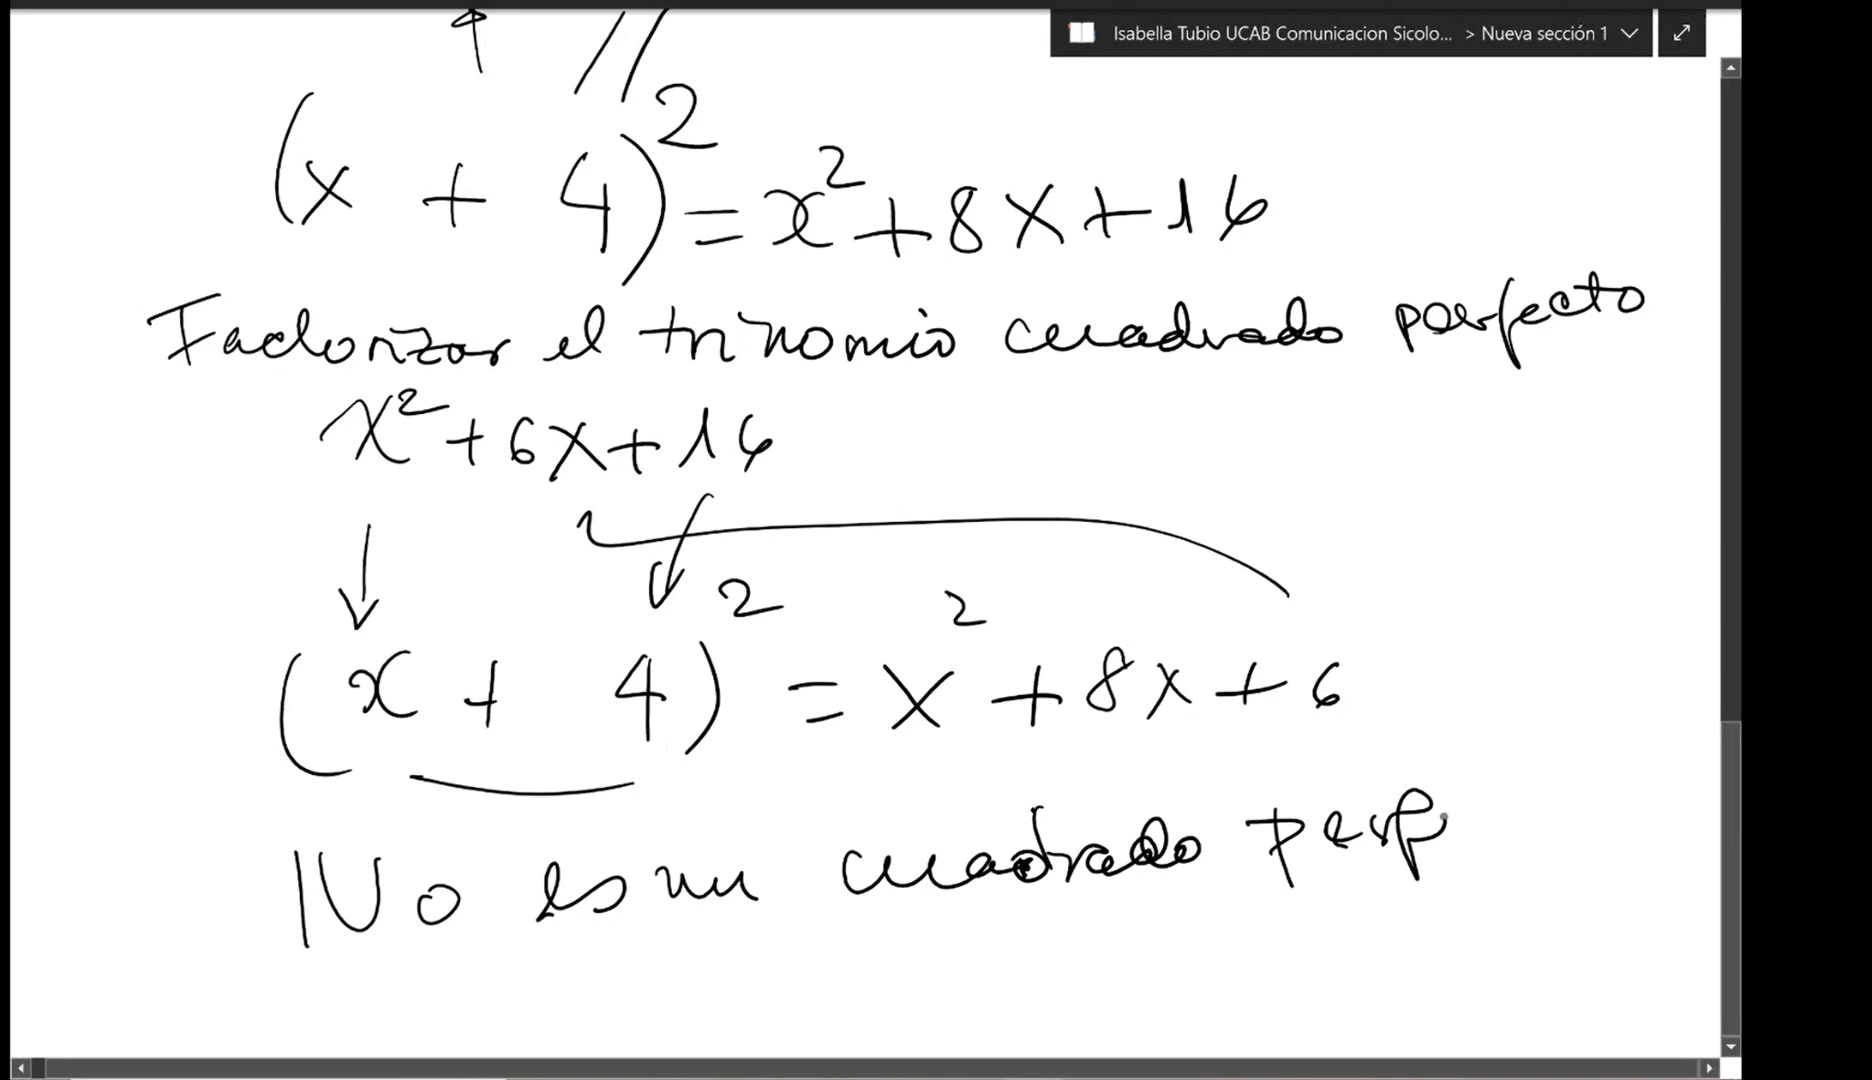 Isabella Tubio UCAB Comunicacion Sicolo... > Nueva sección 1
(x + 4)² = x² + 8x + 16
Factorizar el trinomio cuadrado perfecto
x² + 6x + 16
(x + 4)² = x² + 8x + 6
No es un cuadrado perf